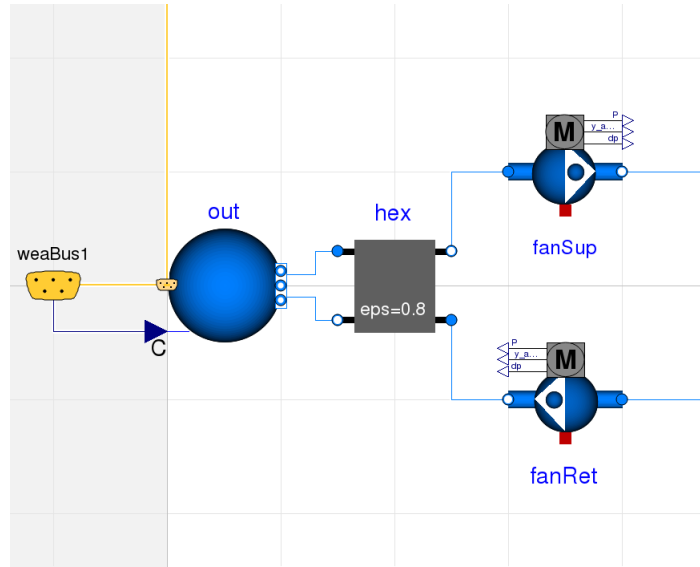 P
M
y_a...
dp
out
hex
fanSup
weaBus1
eps=0.8
C
P
y_a...
M
dp
fanRet